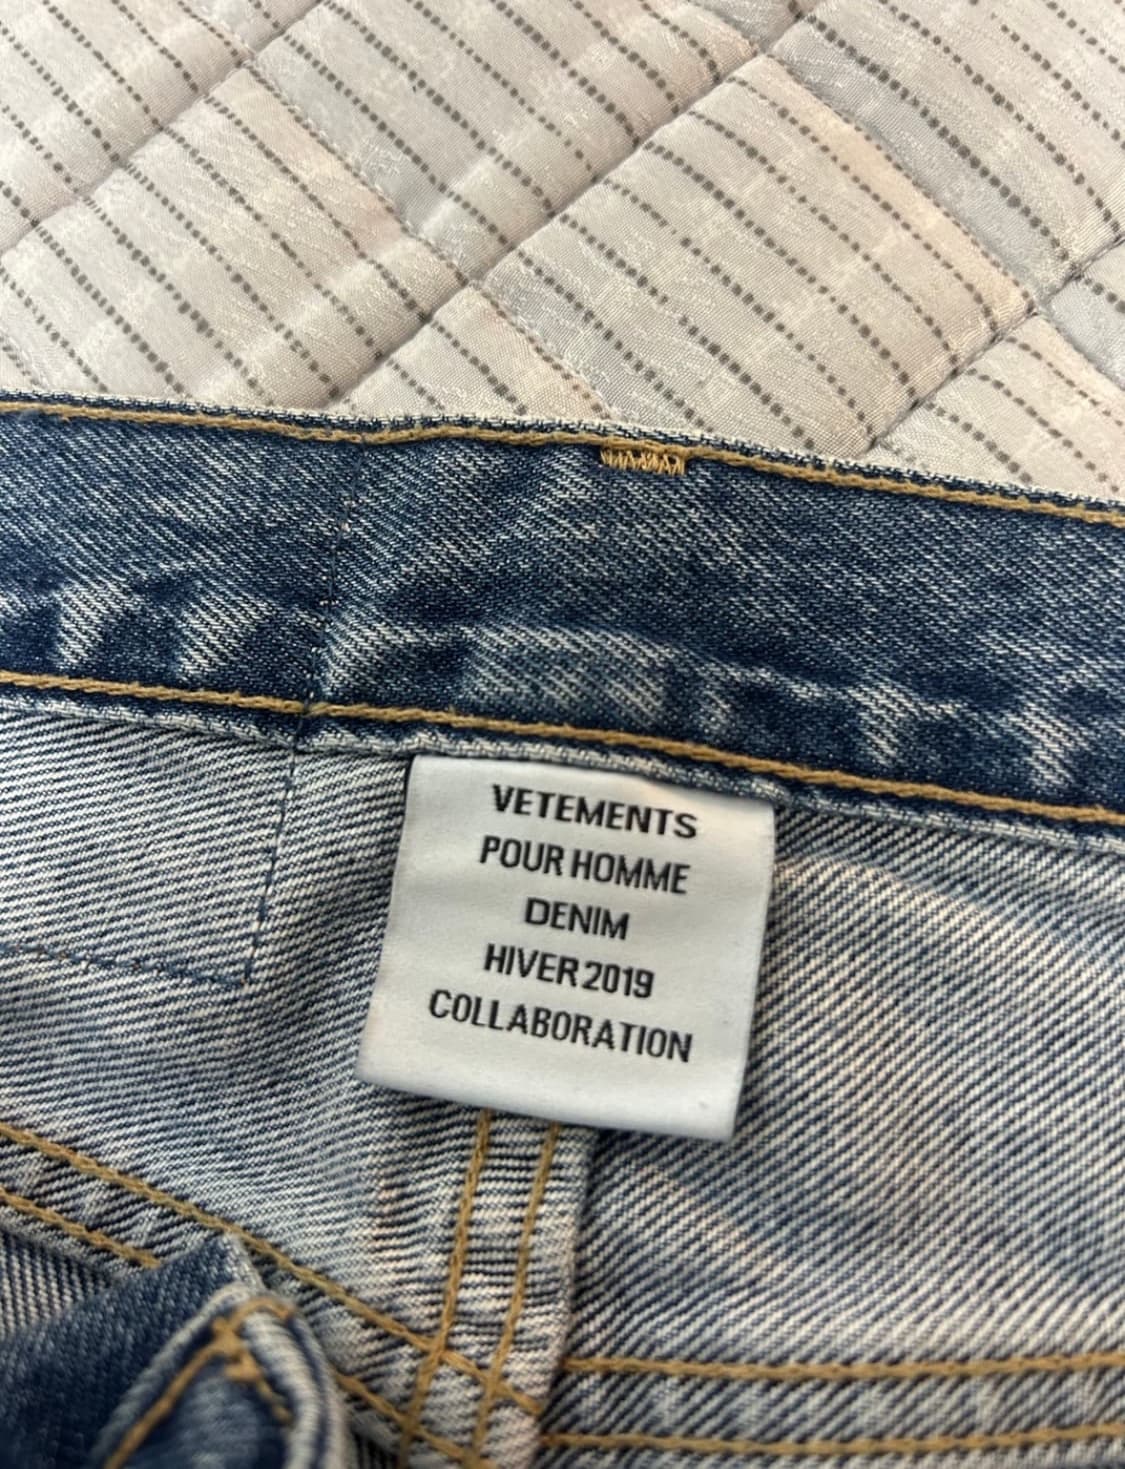 VETEMENTS
POUR HOMME
DENIM
HIVER 2019
COLLABORATION